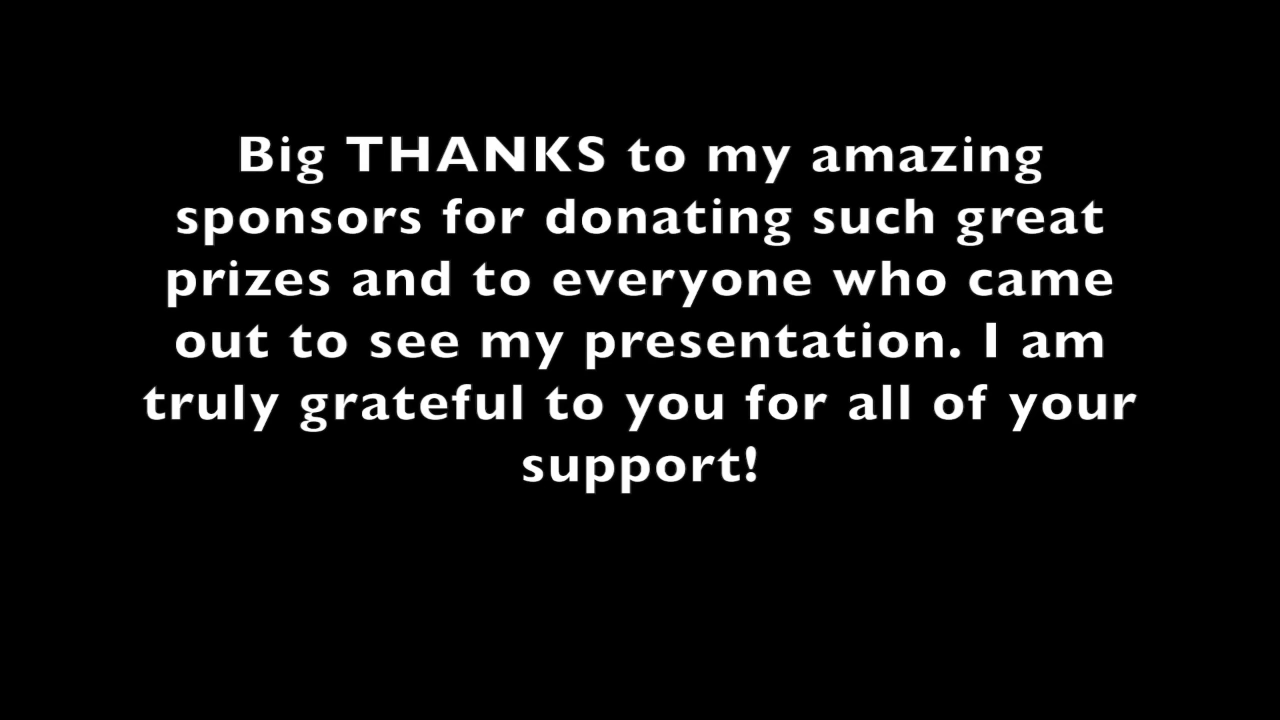 Big THANKS to my amazing
sponsors for donating such great
prizes and to everyone who came
out to see my presentation. I am
truly grateful to you for all of your
support!